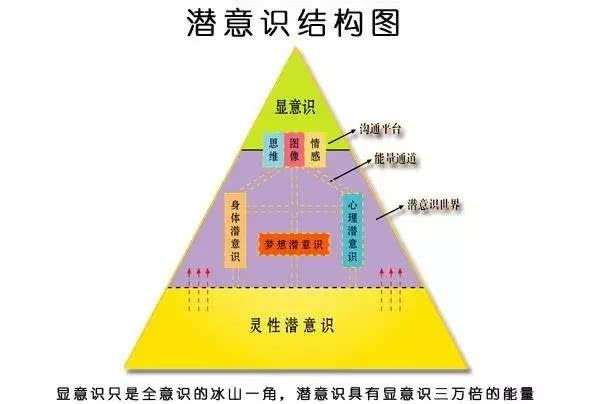 潜意识结构图
显意识
思维
图像
情感
沟通平台
能量通道
身体潜意识
心理潜意识
潜意识世界
梦想潜意识
灵性潜意识
显意识只是全意识的冰山一角，潜意识具有显意识三万倍的能量